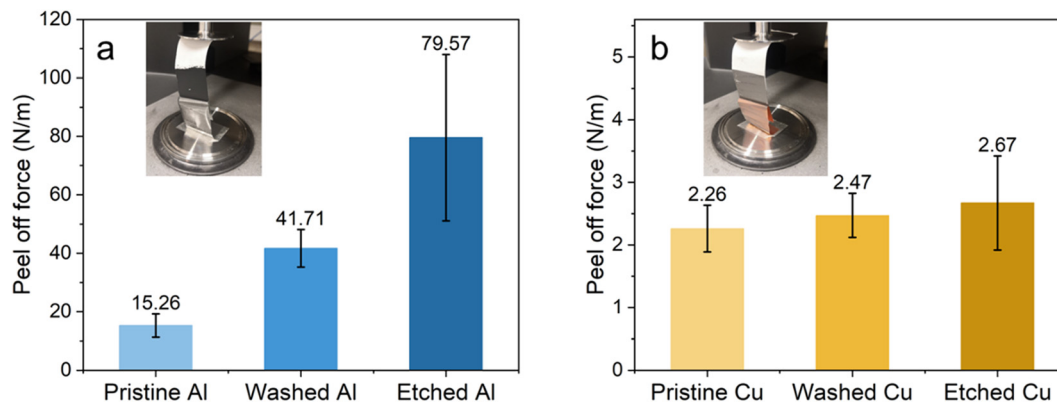 a
Peel off force (N/m)
120
100
80
60
40
20
0
15.26
41.71
79.57
Pristine Al
Washed Al
Etched Al
b
Peel off force (N/m)
5
4
3
2
1
0
2.26
2.47
2.67
Pristine Cu
Washed Cu
Etched Cu